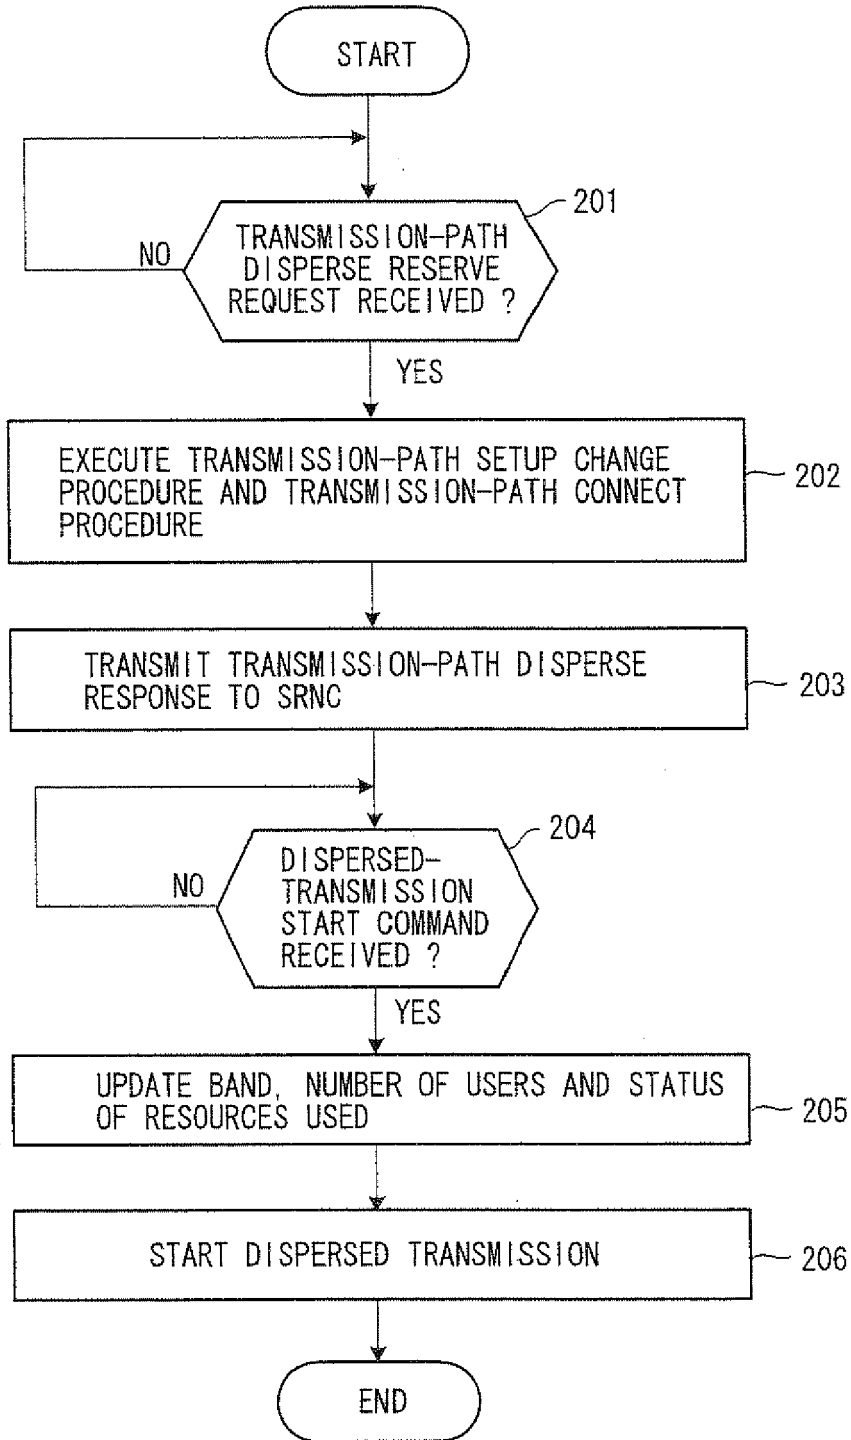 START
201
TRANSMISSION-PATH
DISPERSE RESERVE
REQUEST RECEIVED ?
NO
YES
EXECUTE TRANSMISSION-PATH SETUP CHANGE
PROCEDURE AND TRANSMISSION-PATH CONNECT
PROCEDURE
202
TRANSMIT TRANSMISSION-PATH DISPERSE
RESPONSE TO SRNC
203
204
DISPERSED-
TRANSMISSION
START COMMAND
RECEIVED ?
NO
YES
UPDATE BAND, NUMBER OF USERS AND STATUS
OF RESOURCES USED
205
START DISPERSED TRANSMISSION
206
END